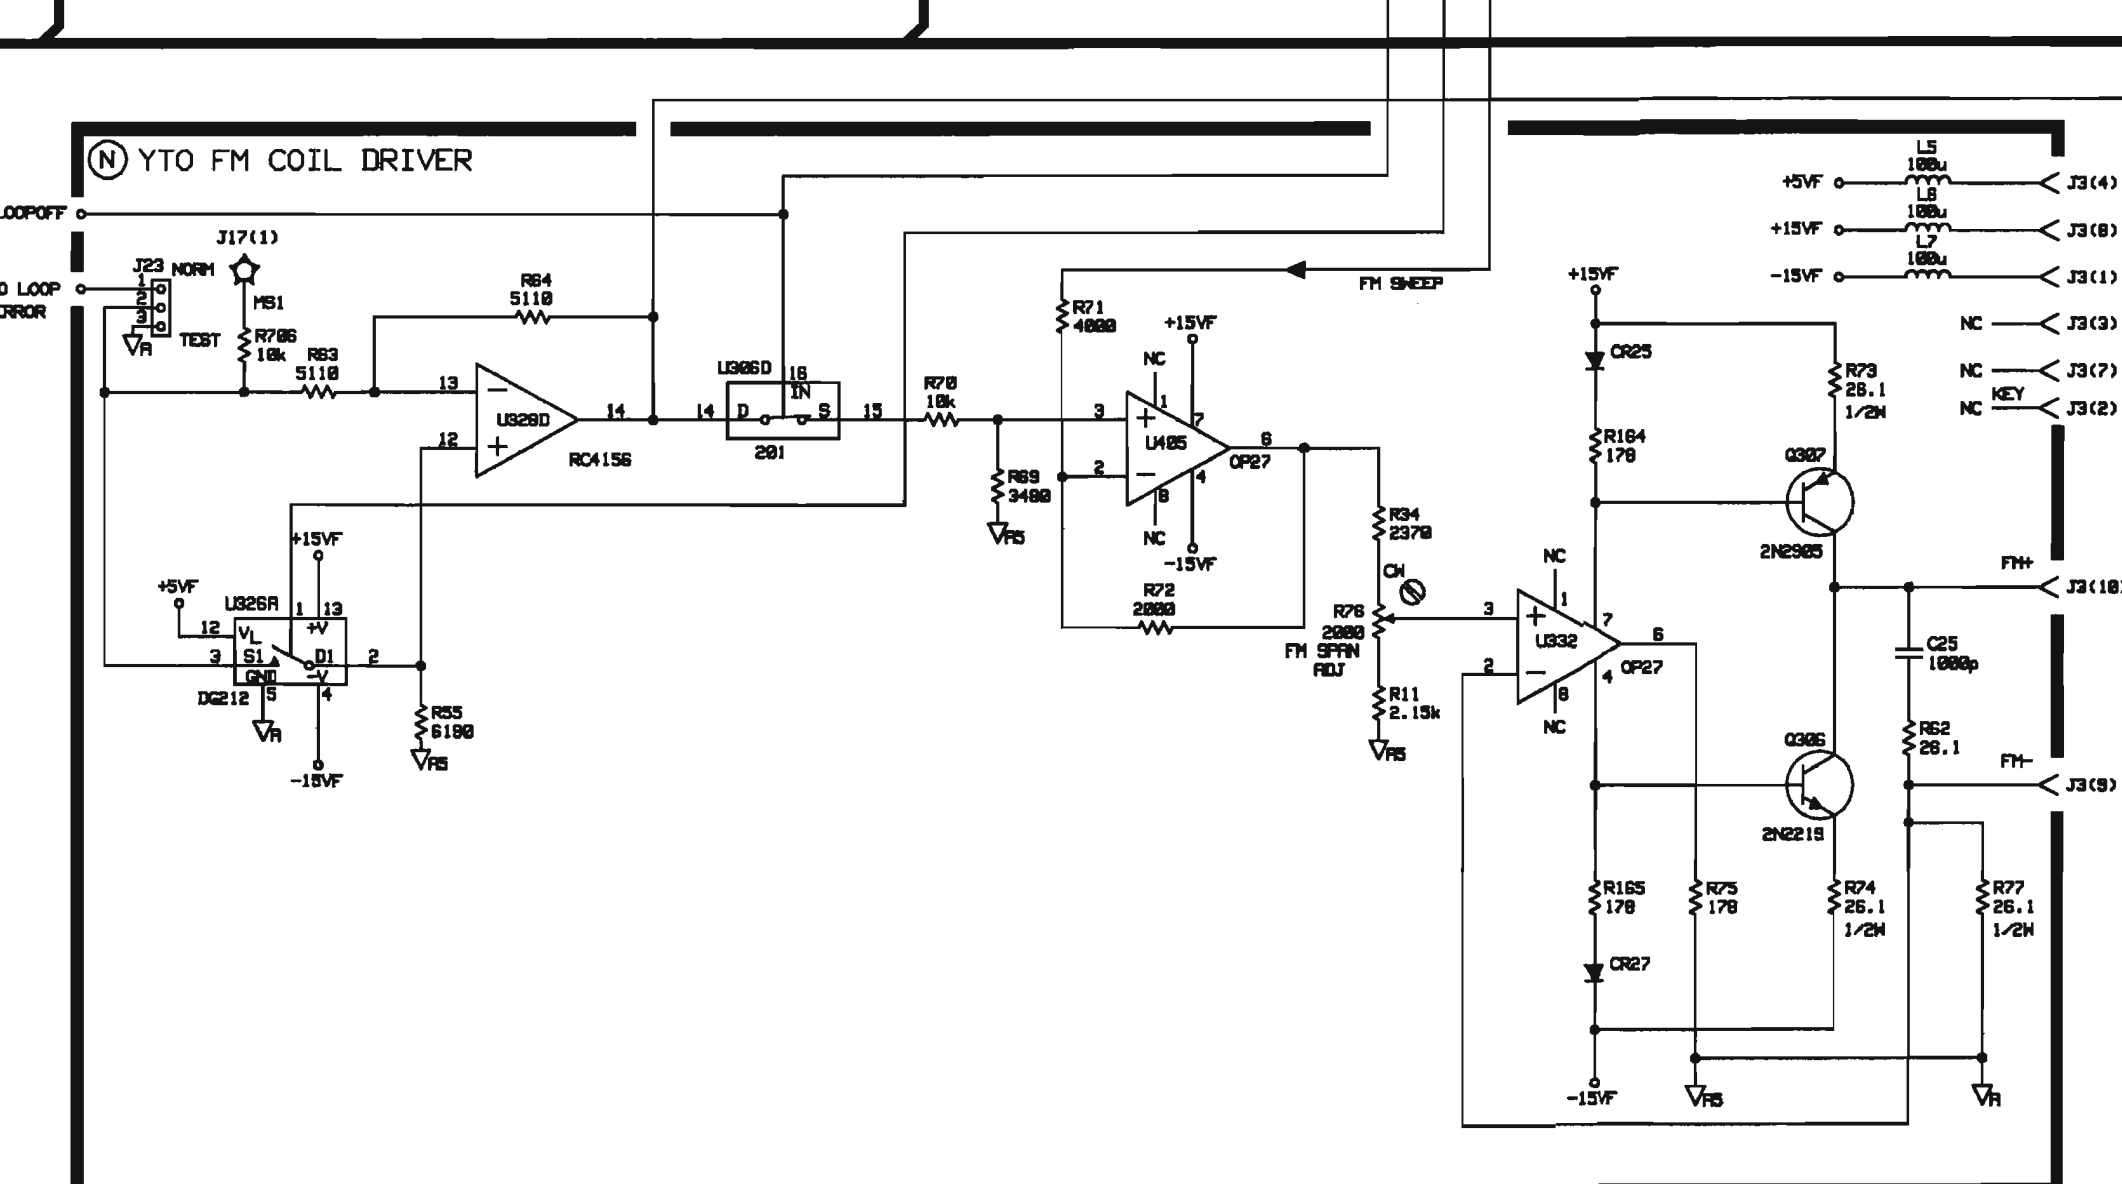 N YTO FM COIL DRIVER
LOOPOFF
J17(1)
J23 NORM
1
2
3
O LOOP
ERROR
MS1
TEST
A
R706
10k
R63
5110
R64
5110
13
12
14
U328D
RC4156
U306D
16
IN
14
D
S
15
201
R70
10k
R69
3480
A5
FM SWEEP
R71
4000
+15VF
NC
1
7
3
2
U405
6
OP27
8
4
NC
-15VF
R72
2000
R34
2370
CW
R76
2000
FM SPAN
ADJ
R11
2.15k
A5
+5VF
+15VF
U326A
1 13
12
VL
+V
3
S1
D1
2
GND
-V
5
4
DG212
A
-15VF
R55
6190
A5
+15VF
CR25
R164
178
R73
26.1
1/2W
Q307
2N2905
NC
1
7
3
2
U332
6
OP27
4
8
NC
Q306
2N2219
R165
178
CR27
-15VF
R75
178
A5
R74
26.1
1/2W
R77
26.1
1/2W
A
C25
1000p
R62
26.1
FM+
J3(10)
FM-
J3(9)
L5
100u
+5VF
J3(4)
L6
100u
+15VF
J3(8)
L7
100u
-15VF
J3(1)
NC
J3(3)
NC
J3(7)
KEY
NC
J3(2)